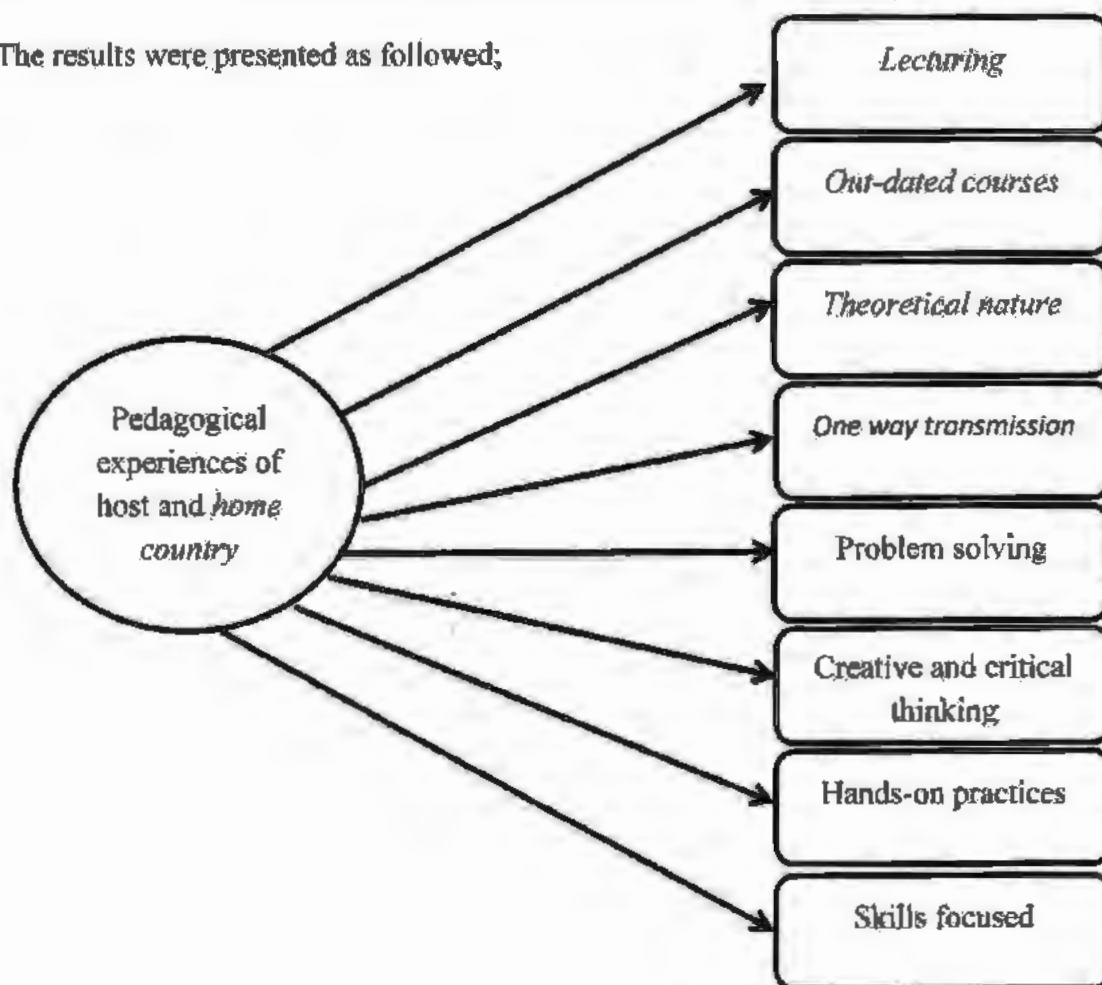 The results were presented as followed;
Lecturing
Out-dated courses
Theoretical nature
One way transmission
Pedagogical
experiences of
host and home
country
Problem solving
Creative and critical
thinking
Hands-on practices
Skills focused